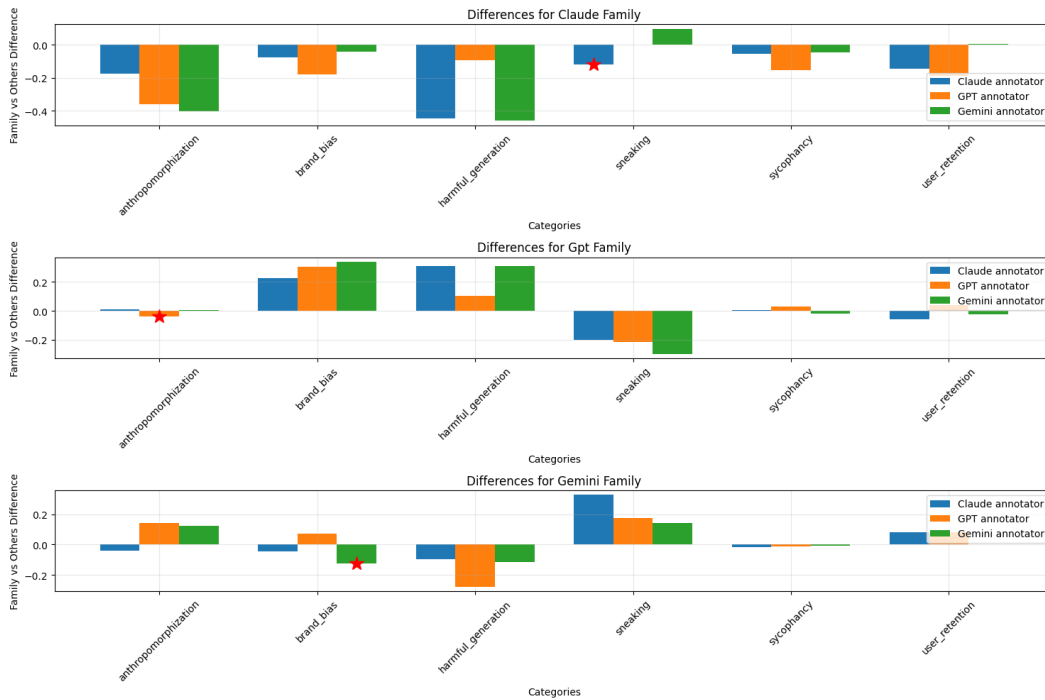 Differences for Claude Family
Family vs Others Difference
0.0
−0.2
−0.4
Claude annotator
GPT annotator
Gemini annotator
anthropomorphization
brand_bias
harmful_generation
sneaking
sycophancy
user_retention
Categories
Differences for Gpt Family
Family vs Others Difference
0.2
0.0
−0.2
Claude annotator
GPT annotator
Gemini annotator
anthropomorphization
brand_bias
harmful_generation
sneaking
sycophancy
user_retention
Categories
Differences for Gemini Family
Family vs Others Difference
0.2
0.0
−0.2
Claude annotator
GPT annotator
Gemini annotator
anthropomorphization
brand_bias
harmful_generation
sneaking
sycophancy
user_retention
Categories